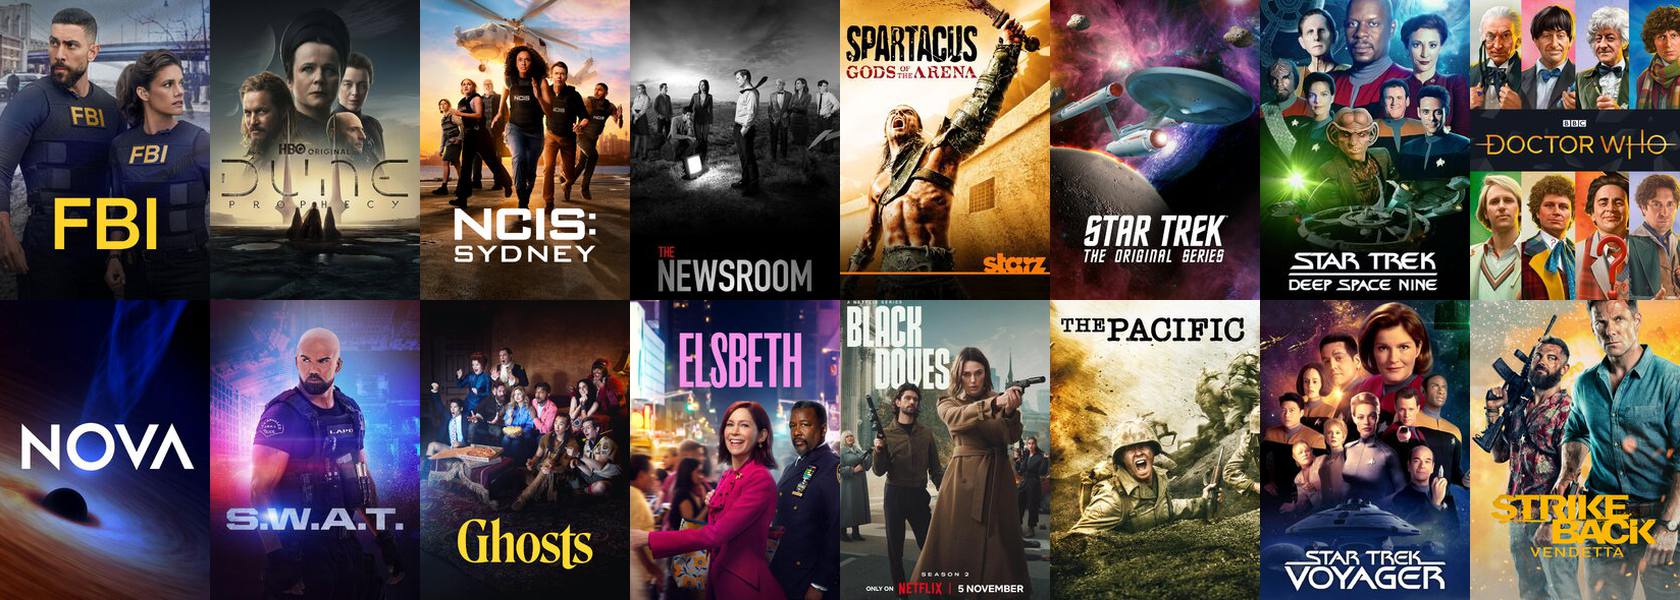 FBI
FBI
FBI
HBO ORIGINAL
DUNE
PROPHECY
NCIS
NCIS
NCIS:
SYDNEY
THE
NEWSROOM
SPARTACUS
GODS OF THE ARENA
starz
STAR TREK
THE ORIGINAL SERIES
STAR TREK
DEEP SPACE NINE
BBC
DOCTOR WHO
NOVA
LAPD
S.W.A.T.
Ghosts
ELSBETH
A NETFLIX SERIES
BLACK
DOVES
SEASON 2
ONLY ON NETFLIX | 5 NOVEMBER
THE PACIFIC
STAR TREK
VOYAGER
STRIKE
BACK
VENDETTA